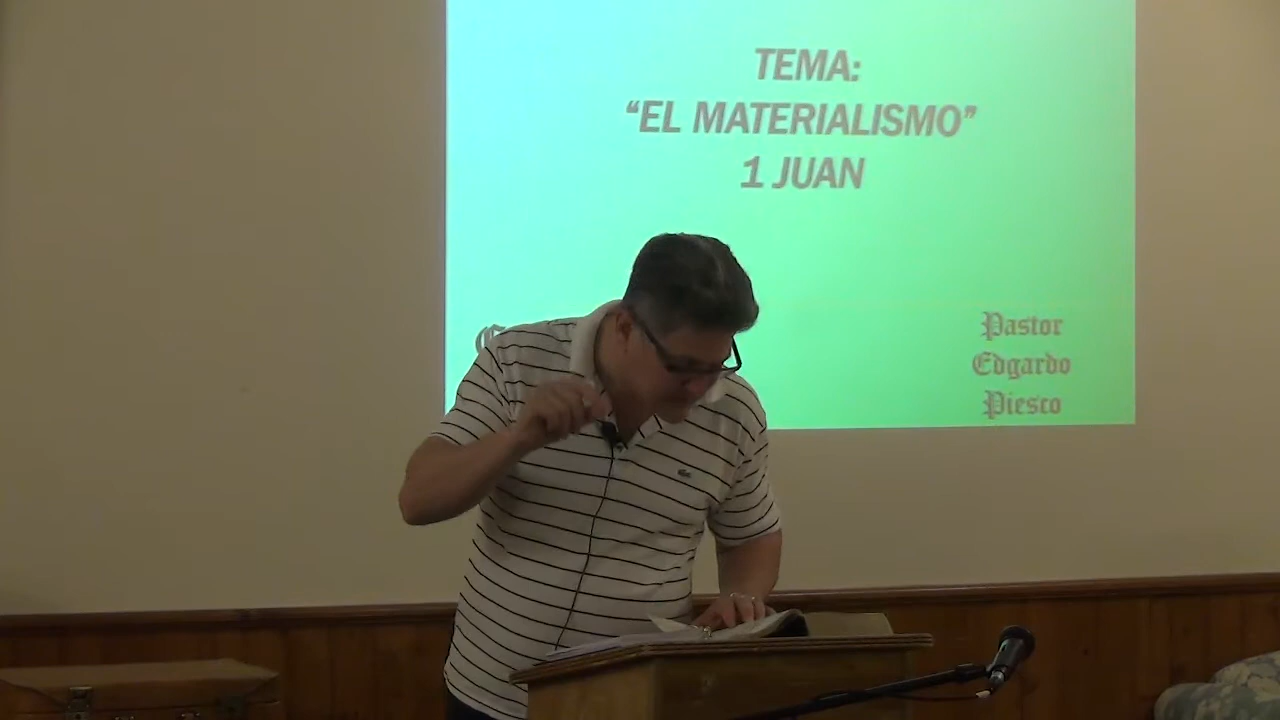 TEMA:
“EL MATERIALISMO”
1 JUAN
Pastor
Edgardo
Piesco